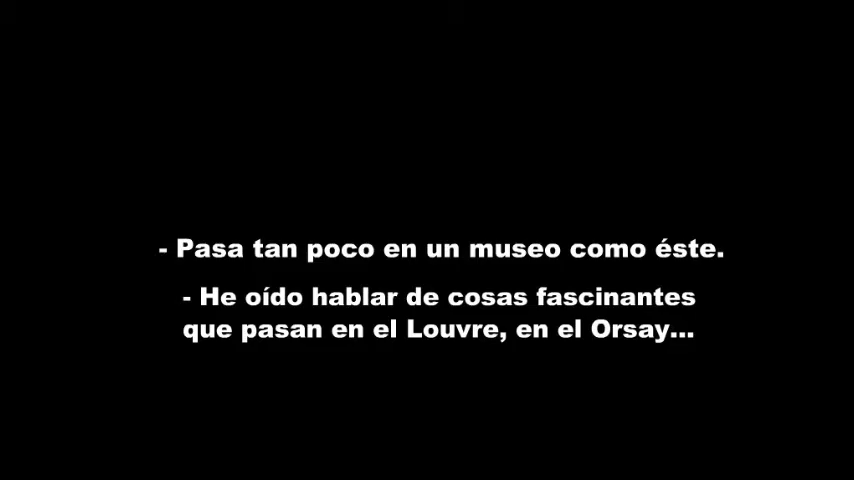 - Pasa tan poco en un museo como éste.
- He oído hablar de cosas fascinantes
que pasan en el Louvre, en el Orsay...